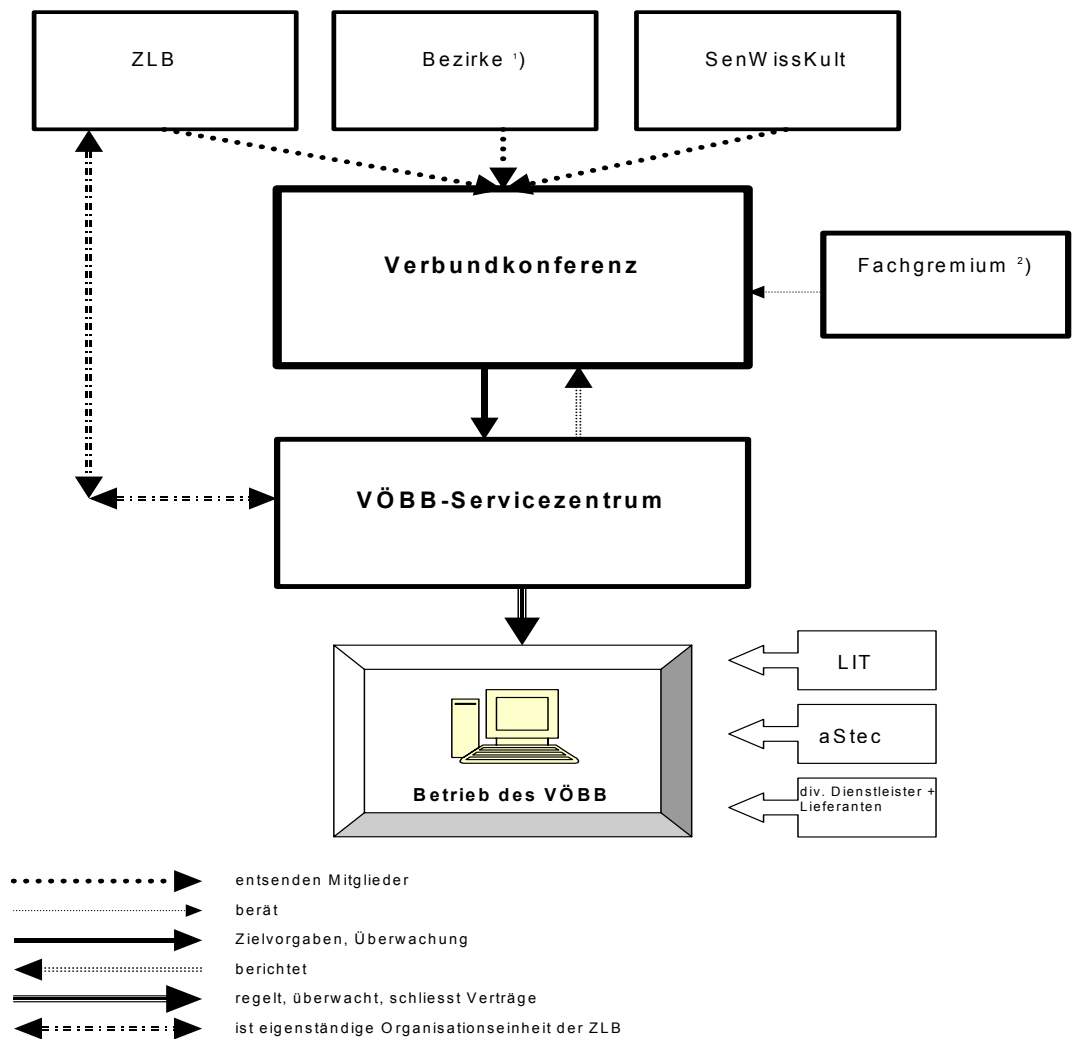 ZLB
Bezirke ¹)
SenWissKult
Verbundkonferenz
Fachgremium ²)
VÖBB-Servicezentrum
LIT
aStec
div. Dienstleister +
Lieferanten
Betrieb des VÖBB
entsenden Mitglieder
berät
Zielvorgaben, Überwachung
berichtet
regelt, überwacht, schliesst Verträge
ist eigenständige Organisationseinheit der ZLB